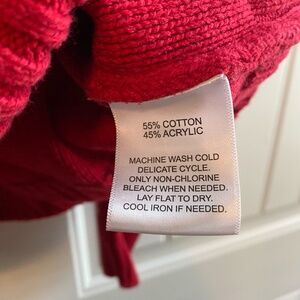 55% COTTON
45% ACRYLIC
MACHINE WASH COLD
DELICATE CYCLE.
ONLY NON-CHLORINE
BLEACH WHEN NEEDED.
LAY FLAT TO DRY.
COOL IRON IF NEEDED.